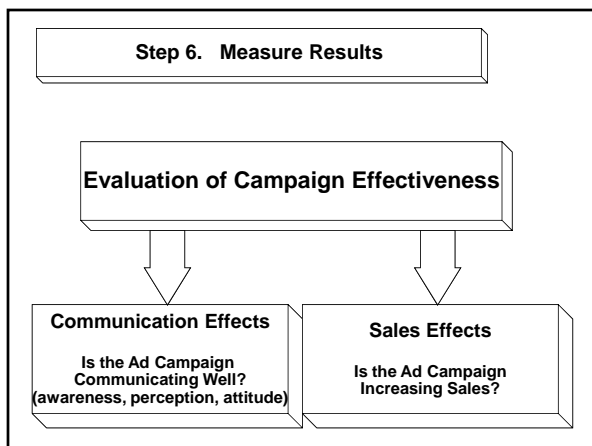 Step 6.   Measure Results
Evaluation of Campaign Effectiveness
Communication Effects
Is the Ad Campaign
Communicating Well?
(awareness, perception, attitude)
Sales Effects
Is the Ad Campaign
Increasing Sales?